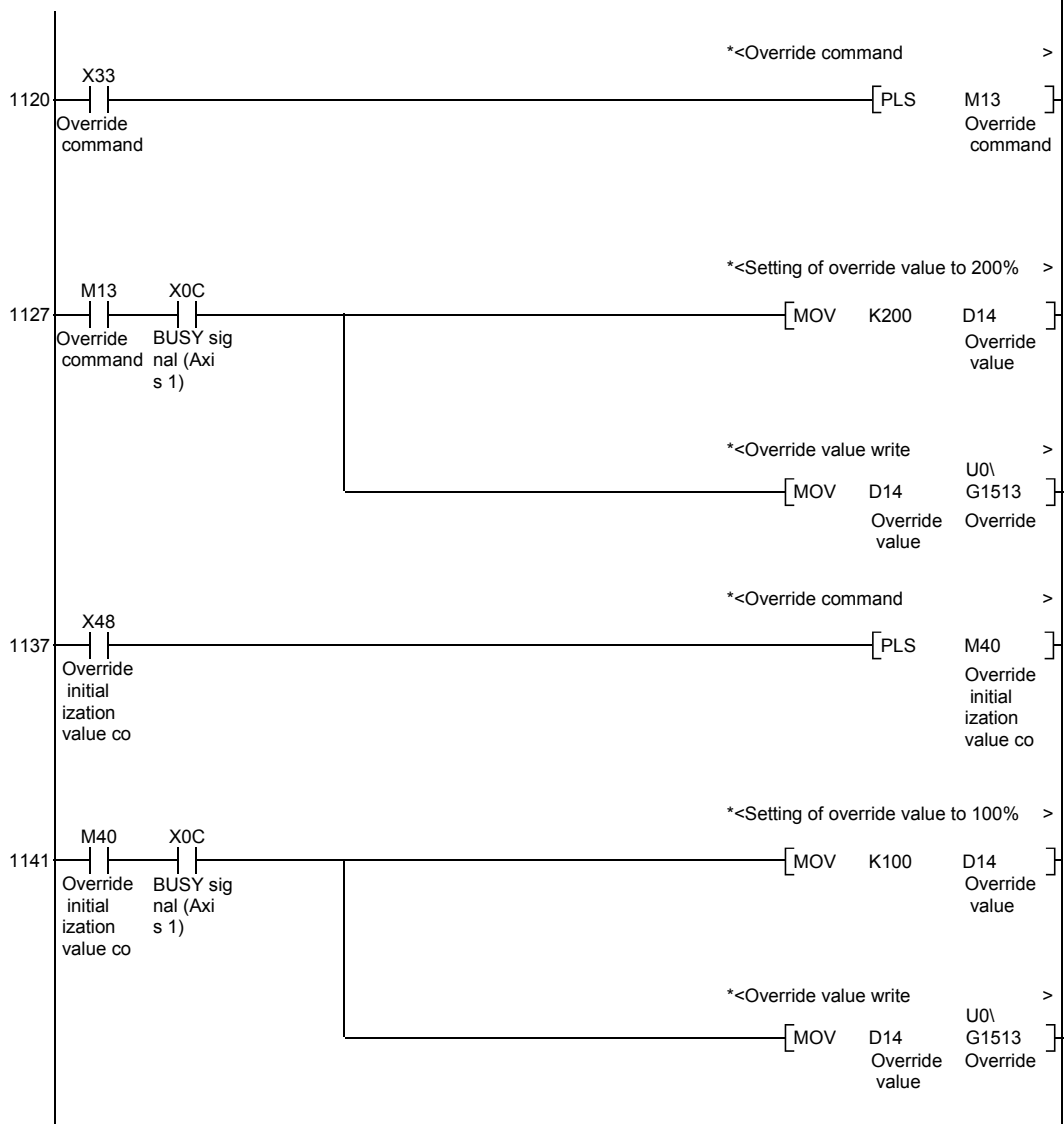 *<Override command >
X33
1120
PLS M13
Override
command
Override
command
*<Setting of override value to 200% >
M13 X0C
1127
MOV K200 D14
Override
command
BUSY sig
nal (Axi
s 1)
Override
value
*<Override value write >
U0\
MOV D14 G1513
Override
value
Override
*<Override command >
X48
1137
PLS M40
Override
initial
ization
value co
Override
initial
ization
value co
*<Setting of override value to 100% >
M40 X0C
1141
MOV K100 D14
Override
initial
ization
value co
BUSY sig
nal (Axi
s 1)
Override
value
*<Override value write >
U0\
MOV D14 G1513
Override
value
Override